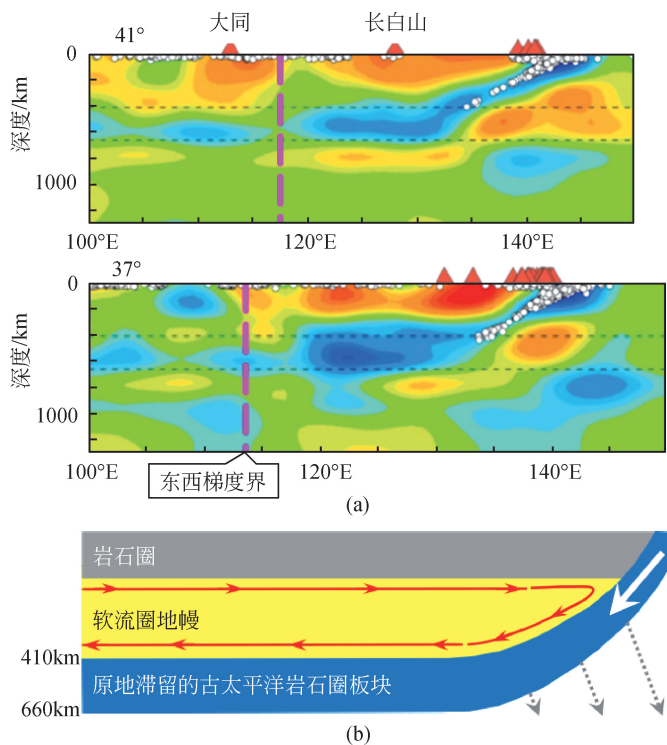 大同 长白山
41°
0
1000
深度/km
100°E 120°E 140°E
37°
0
1000
深度/km
100°E 120°E 140°E
东西梯度界
(a)
岩石圈
软流圈地幔
410km
原地滞留的古太平洋岩石圈板块
660km
(b)